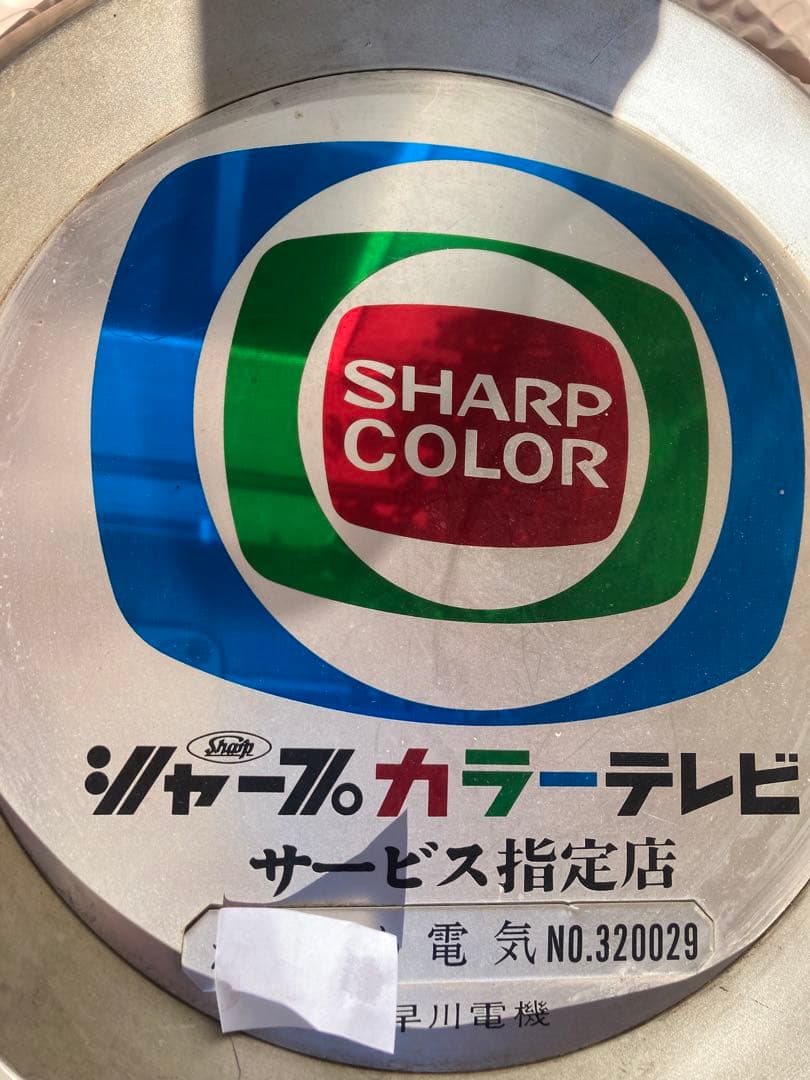 SHARP
COLOR
Sharp
シャープカラーテレビ
サービス指定店
電気 NO.320029
早川電機